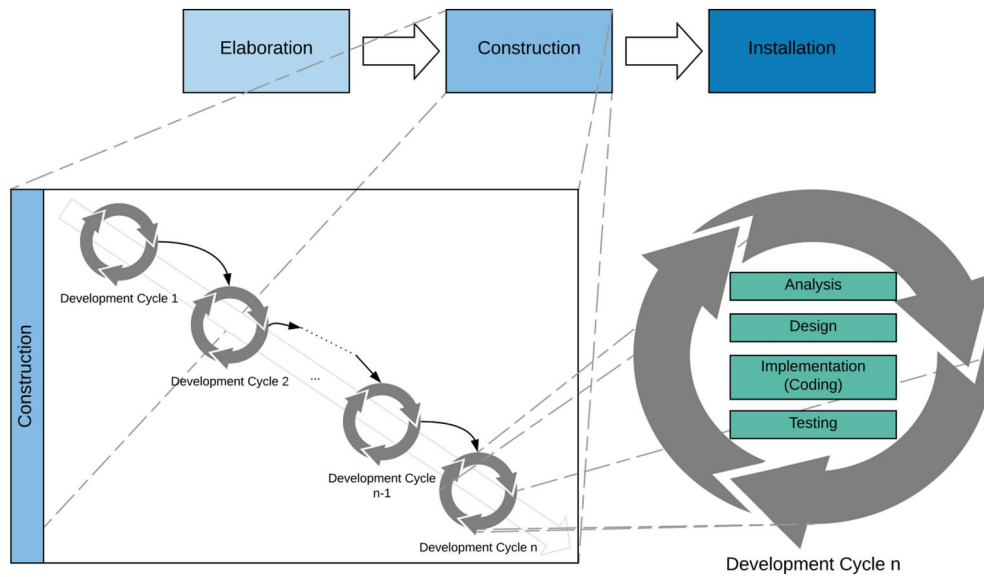 Elaboration
Construction
Installation
Construction
Development Cycle 1
Development Cycle 2
...
Development Cycle
n-1
Development Cycle n
Analysis
Design
Implementation
(Coding)
Testing
Development Cycle n